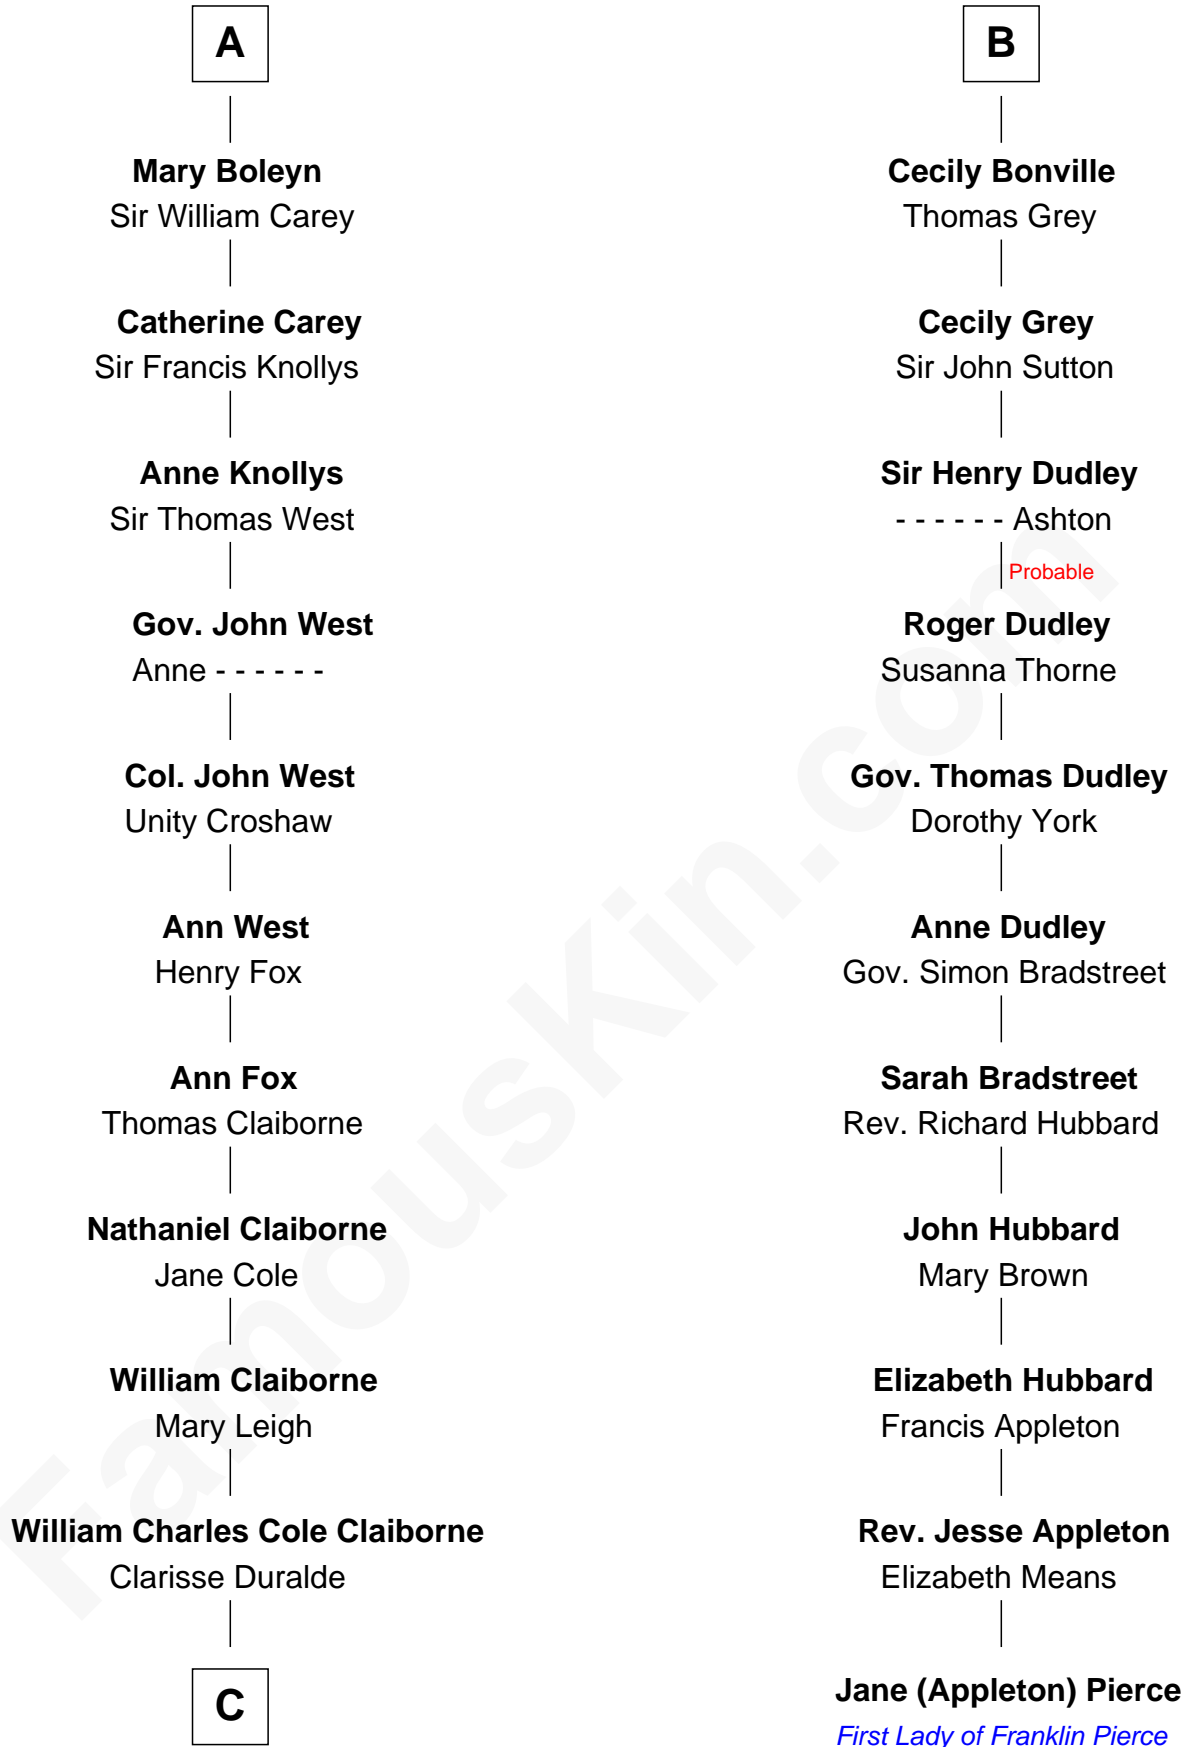 A
Mary Boleyn
Sir William Carey
Catherine Carey
Sir Francis Knollys
Anne Knollys
Sir Thomas West
Gov. John West
Anne - - - - - -
Col. John West
Unity Croshaw
Ann West
Henry Fox
Ann Fox
Thomas Claiborne
Nathaniel Claiborne
Jane Cole
William Claiborne
Mary Leigh
William Charles Cole Claiborne
Clarisse Duralde
C
B
Cecily Bonville
Thomas Grey
Cecily Grey
Sir John Sutton
Sir Henry Dudley
- - - - - - Ashton
Probable
Roger Dudley
Susanna Thorne
Gov. Thomas Dudley
Dorothy York
Anne Dudley
Gov. Simon Bradstreet
Sarah Bradstreet
Rev. Richard Hubbard
John Hubbard
Mary Brown
Elizabeth Hubbard
Francis Appleton
Rev. Jesse Appleton
Elizabeth Means
Jane (Appleton) Pierce
First Lady of Franklin Pierce
FamousKin.com